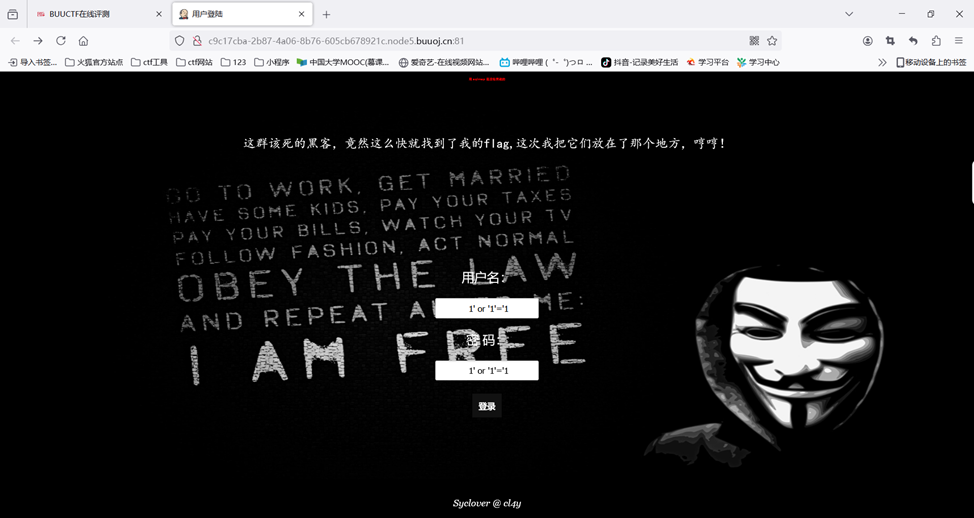 BUUCTF在线评测
用户登陆
c9c17cba-2b87-4a06-8b76-605cb678921c.node5.buuoj.cn:81
导入书签... 火狐官方站点 ctf工具 ctf网站 123 小程序 中国大学MOOC(慕课... 爱奇艺-在线视频网站... 哔哩哔哩 (゜-゜)つロ ... 抖音-记录美好生活 学习平台 学习中心 移动设备上的书签
这群该死的黑客，竟然这么快就找到了我的flag,这次我把它们放在了那个地方，哼哼！
GO TO WORK, GET MARRIED
HAVE SOME KIDS, PAY YOUR TAXES
PAY YOUR BILLS, WATCH YOUR TV
FOLLOW FASHION, ACT NORMAL
OBEY THE LAW
AND REPEAT ME:
I AM FREE
用户名:
1' or '1'='1
密码:
1' or '1'='1
登录
Syclover @ cl4y